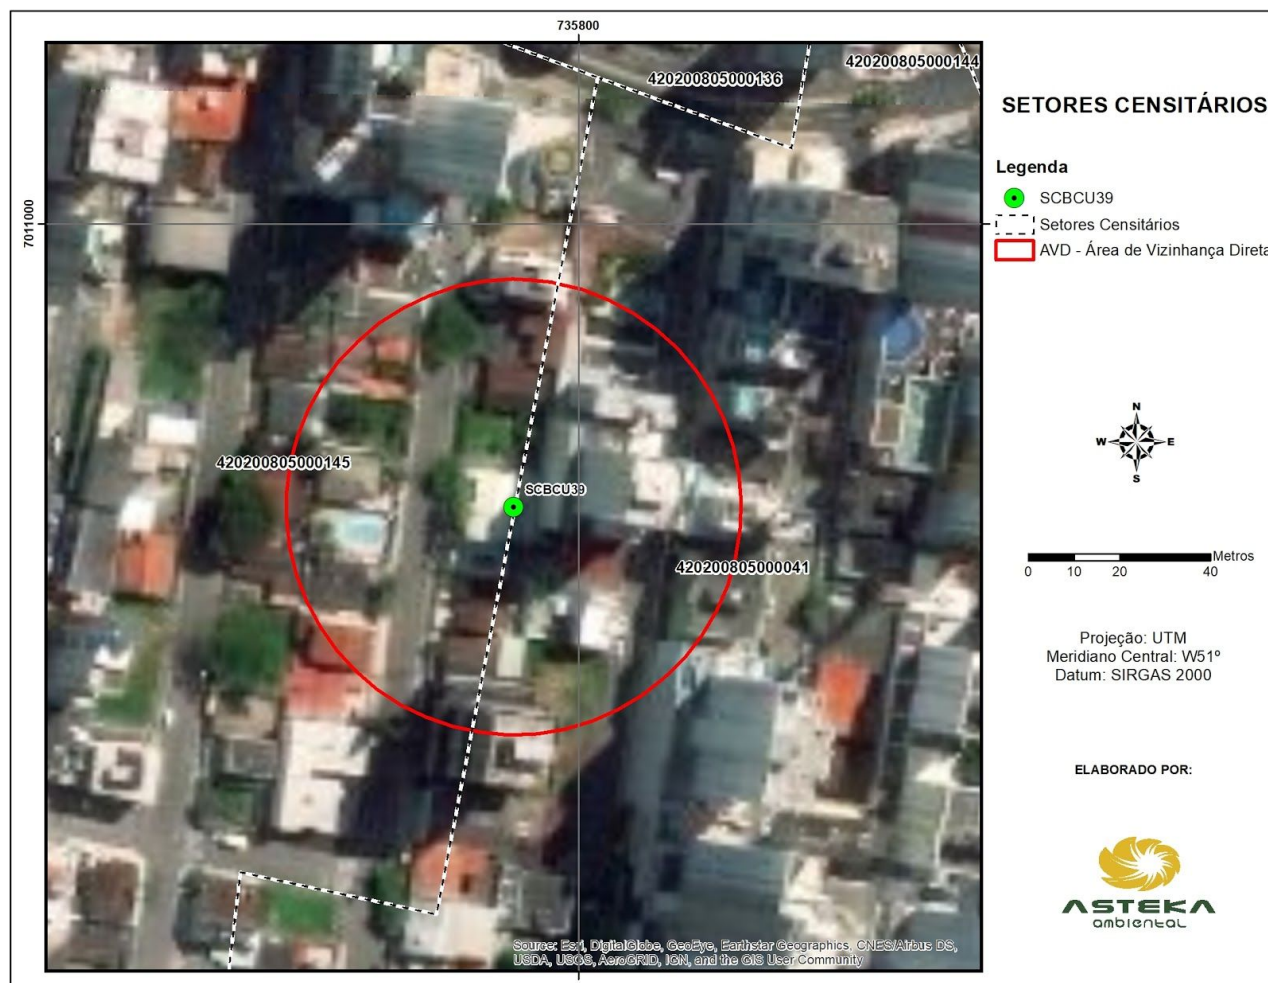 735800
7011000
420200805000136
420200805000144
420200805000145
SCBCU39
420200805000041
Source: Esri, DigitalGlobe, GeoEye, Earthstar Geographics, CNES/Airbus DS,
USDA, USGS, AeroGRID, IGN, and the GIS User Community
SETORES CENSITÁRIOS
Legenda
SCBCU39
Setores Censitários
AVD - Área de Vizinhança Direta
N
W E
S
Metros
0 10 20 40
Projeção: UTM
Meridiano Central: W51º
Datum: SIRGAS 2000
ELABORADO POR:
ASTEKA
ambiental